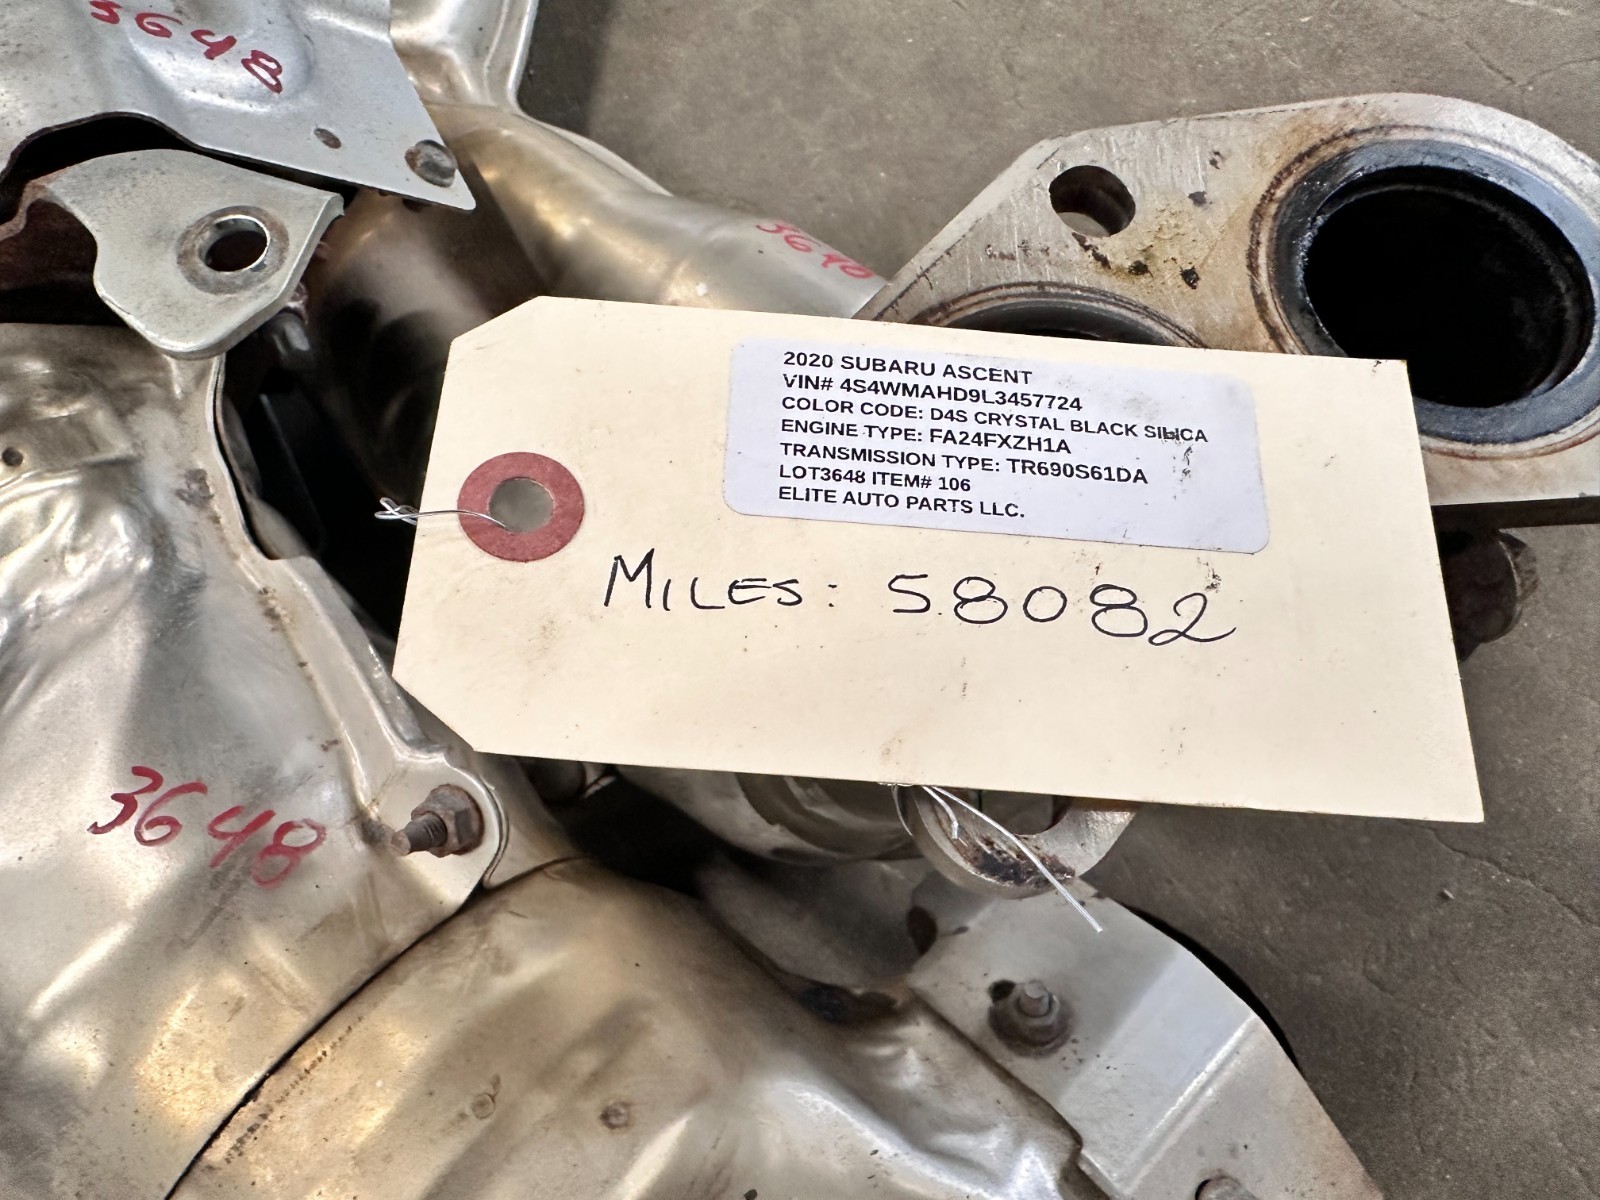 3648
3648
2020 SUBARU ASCENT
VIN# 4S4WMAHD9L3457724
COLOR CODE: D4S CRYSTAL BLACK SILICA
ENGINE TYPE: FA24FXZH1A
TRANSMISSION TYPE: TR690S61DA
LOT3648 ITEM# 106
ELITE AUTO PARTS LLC.
MILES: 58082
3648